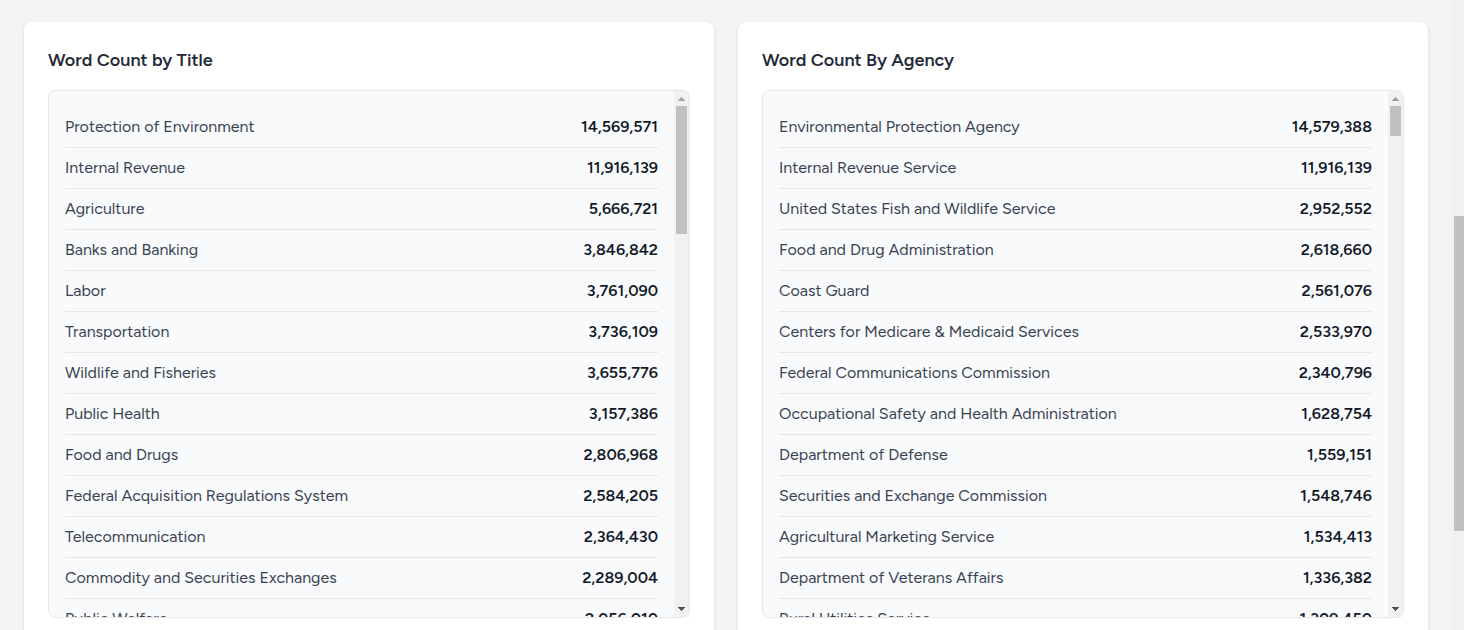 Word Count by Title
Protection of Environment 14,569,571
Internal Revenue 11,916,139
Agriculture 5,666,721
Banks and Banking 3,846,842
Labor 3,761,090
Transportation 3,736,109
Wildlife and Fisheries 3,655,776
Public Health 3,157,386
Food and Drugs 2,806,968
Federal Acquisition Regulations System 2,584,205
Telecommunication 2,364,430
Commodity and Securities Exchanges 2,289,004
Public Welfare
Word Count By Agency
Environmental Protection Agency 14,579,388
Internal Revenue Service 11,916,139
United States Fish and Wildlife Service 2,952,552
Food and Drug Administration 2,618,660
Coast Guard 2,561,076
Centers for Medicare & Medicaid Services 2,533,970
Federal Communications Commission 2,340,796
Occupational Safety and Health Administration 1,628,754
Department of Defense 1,559,151
Securities and Exchange Commission 1,548,746
Agricultural Marketing Service 1,534,413
Department of Veterans Affairs 1,336,382
Rural Utilities Service